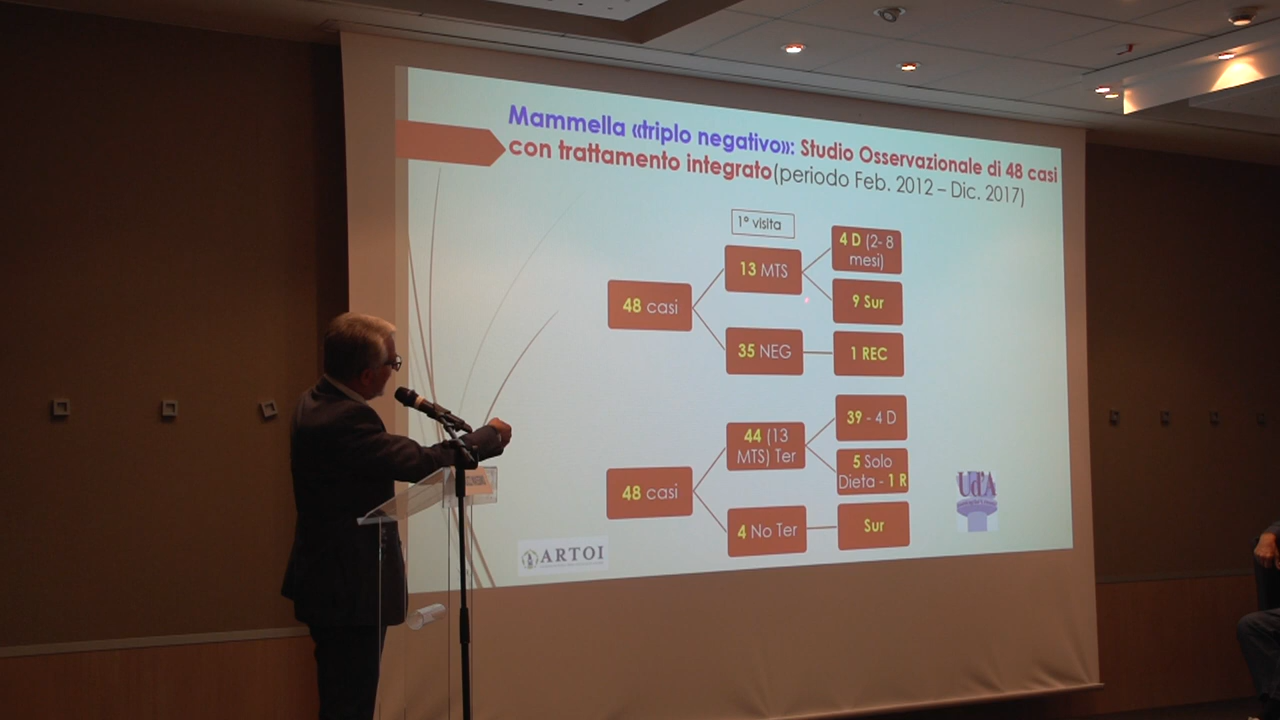 Mammella «triplo negativo»: Studio Osservazionale di 48 casi
con trattamento integrato(periodo Feb. 2012 – Dic. 2017)
1° visita
48 casi
13 MTS
4 D (2- 8
mesi)
9 Sur
35 NEG
1 REC
48 casi
44 (13
MTS) Ter
39 - 4 D
5 Solo
Dieta - 1 R
4 No Ter
Sur
ARTOI
Ud'A